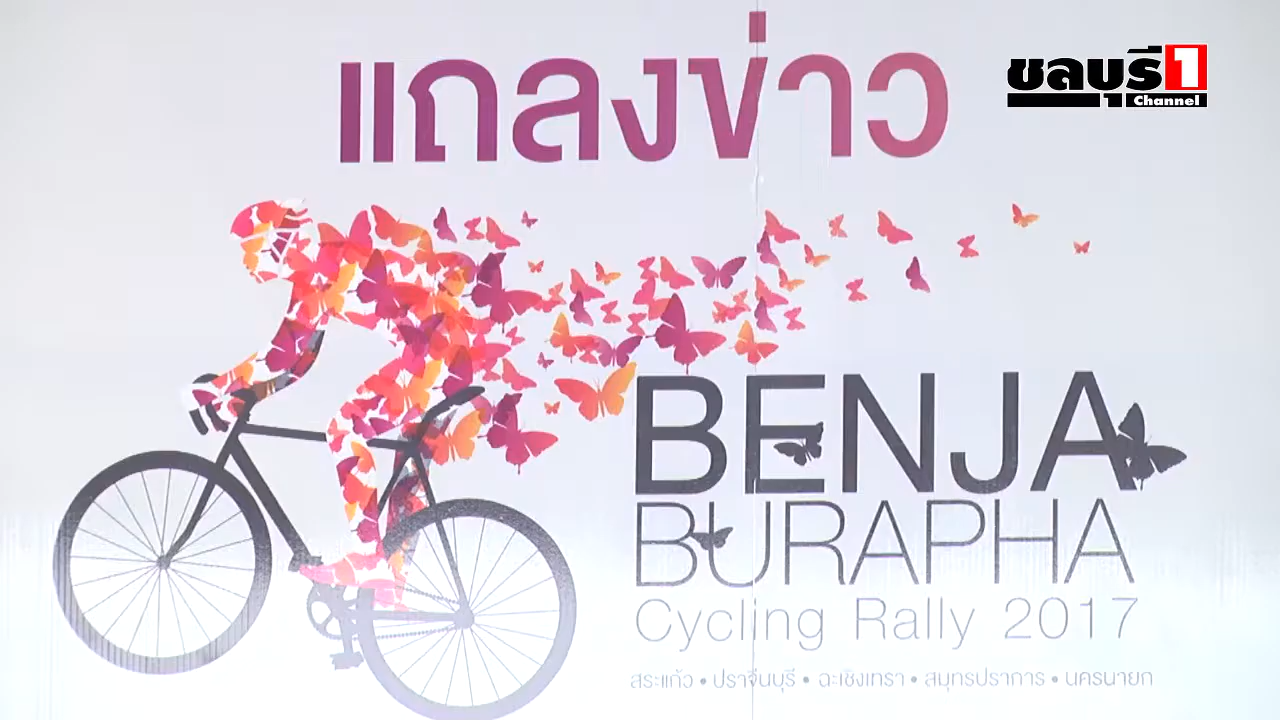 แถลงข่าว
ชลบุรี 1
Channel
BENJA
BURAPHA
Cycling Rally 2017
สระแก้ว • ปราจีนบุรี • ฉะเชิงเทรา • สมุทรปราการ • นครนายก